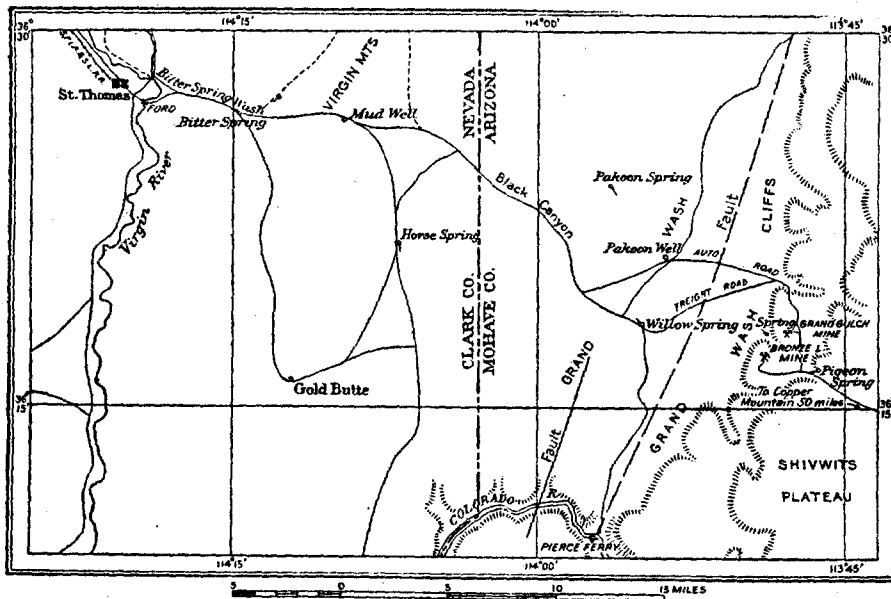 114°15'
114°00'
113°45'
36°
30
36°
30
St. Thomas
FORD
Bitter Spring Wash
Bitter Spring
VIRGIN MTS
Mud Well
NEVADA
ARIZONA
Black Canyon
Pakoon Spring
WASH
Fault
CLIFFS
Virgin River
Horse Spring
Pakoon Well
AUTO ROAD
FREIGHT ROAD
CLARK CO.
MOHAVE CO.
Willow Spring
Spring
GRAND GULCH
MINE
WASH
BRONZE L.
MINE
Pigeon
Spring
Gold Butte
GRAND
Fault
GRAND
To Copper
Mountain 50 miles
36°
15
36°
15
SHIVWITS
PLATEAU
COLORADO R.
PIERCE FERRY
114°15'
114°00'
113°45'
5 0 5 10 15 MILES